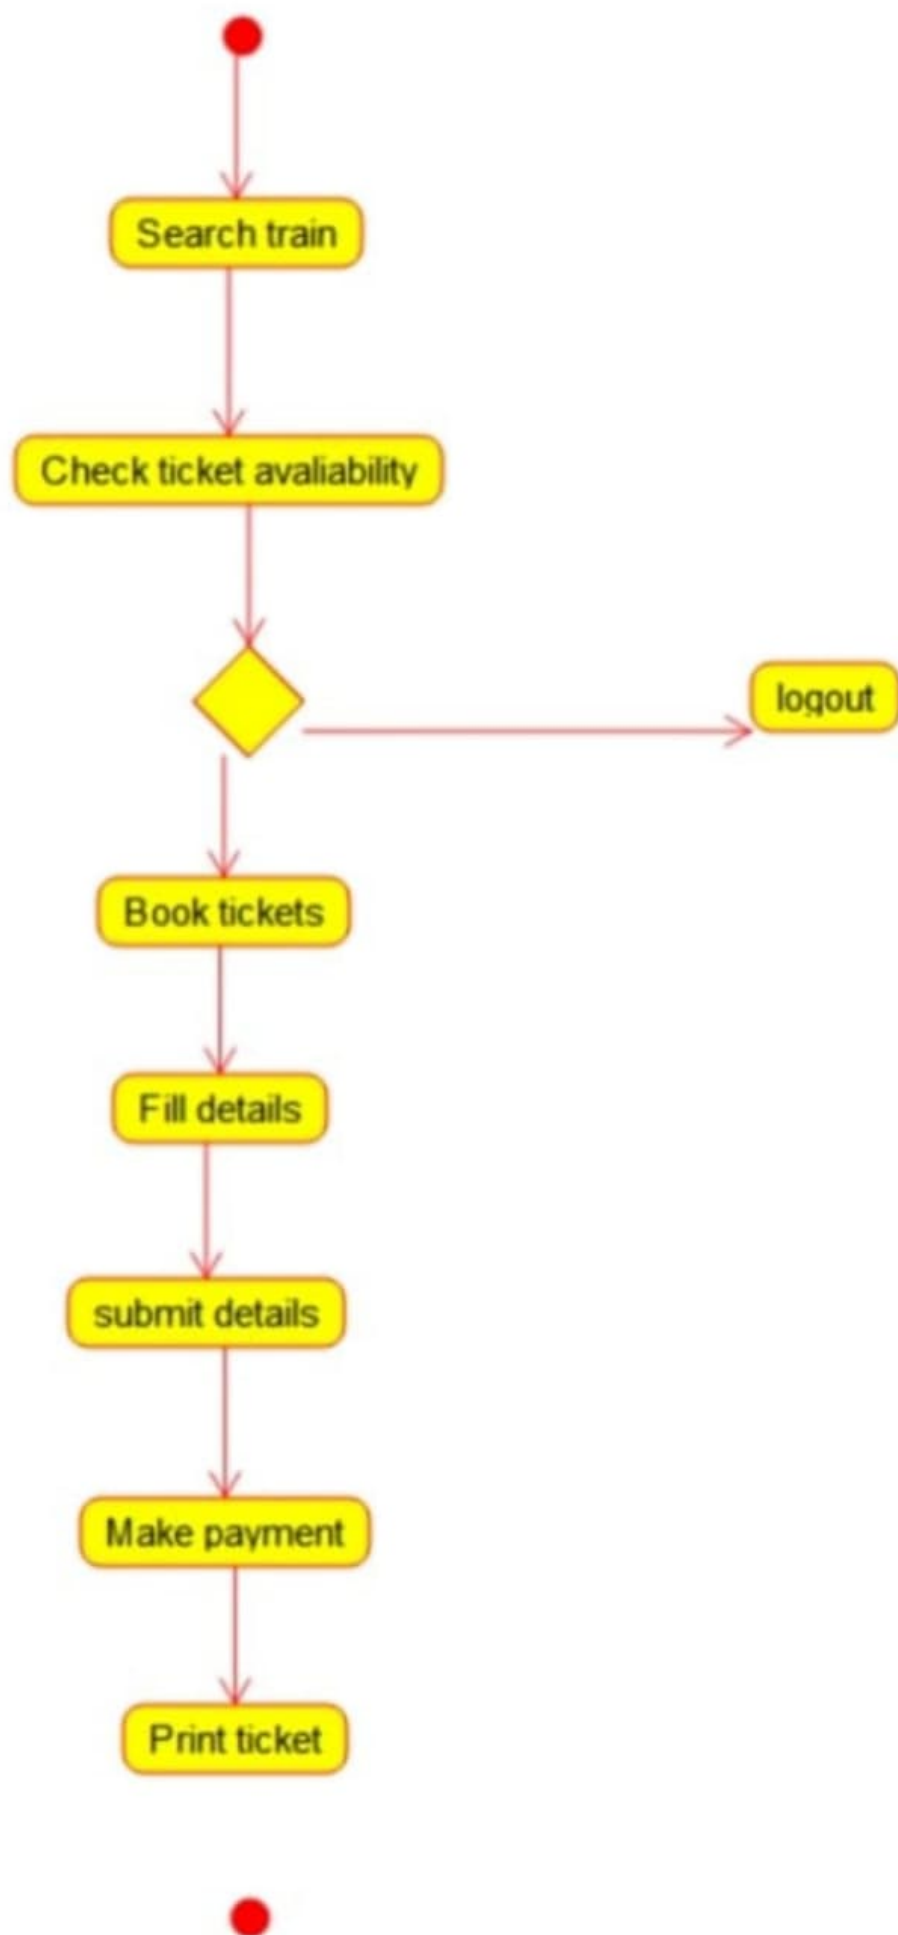 Search train
Check ticket avaliability
logout
Book tickets
Fill details
submit details
Make payment
Print ticket